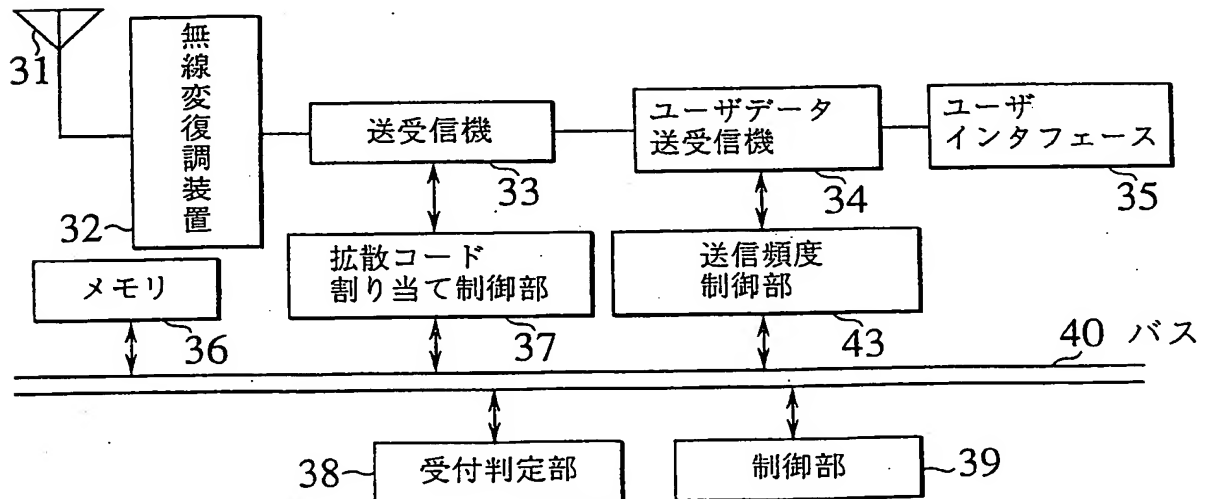 31
無線変復調装置
32
送受信機
33
ユーザデータ
送受信機
34
ユーザ
インタフェース
35
メモリ
36
拡散コード
割り当て制御部
37
送信頻度
制御部
43
40 バス
38
受付判定部
制御部
39